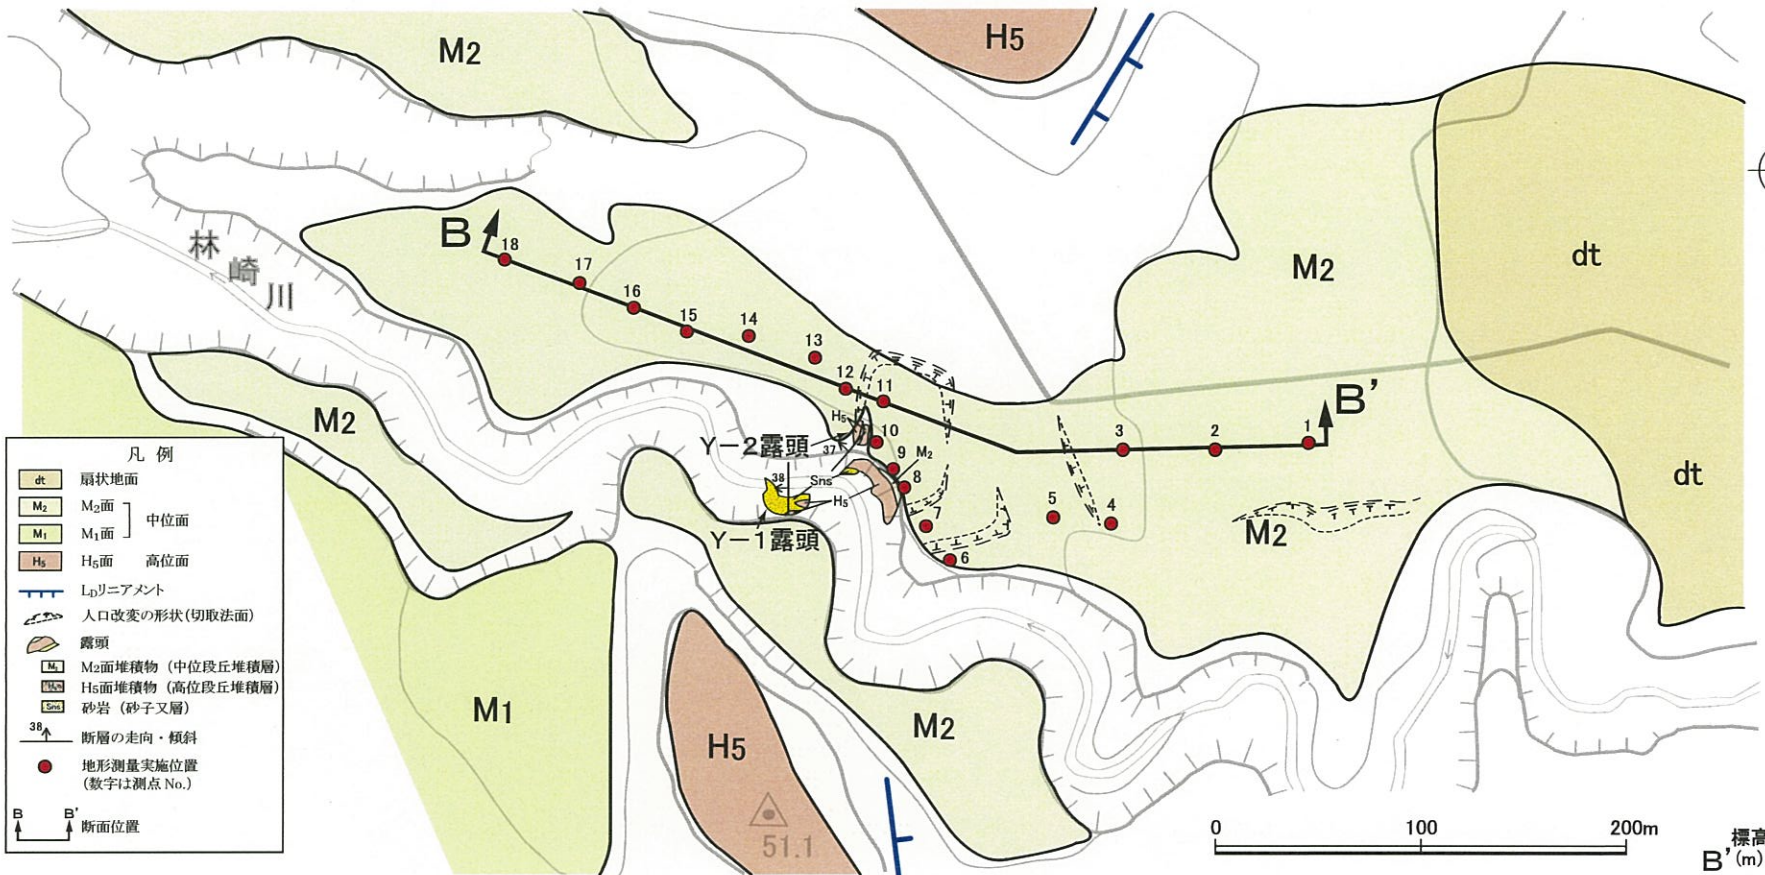 M2
H5
B
林
崎
川
18
17
16
15
14
13
12
11
M2
dt
B'
3
2
1
M2
H5
10
Y-2露頭
37
9
M2
8
Sns
38
H5
Y-1露頭
7
6
5
4
M2
dt
M1
H5
51.1
M2
凡 例
dt 扇状地面
M2 M2面
M1 M1面
中位面
H5 H5面 高位面
LDリニアメント
人口改変の形状(切取法面)
露頭
M2面堆積物 (中位段丘堆積層)
H5面堆積物 (高位段丘堆積層)
Sns 砂岩 (砂子又層)
38 断層の走向・傾斜
地形測量実施位置
(数字は測点 No.)
B B' 断面位置
0 100 200m
標高
B' (m)